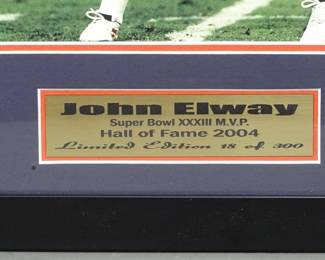 John Elway
Super Bowl XXXIII M.V.P.
Hall of Fame 2004
Limited Edition 18 of 300